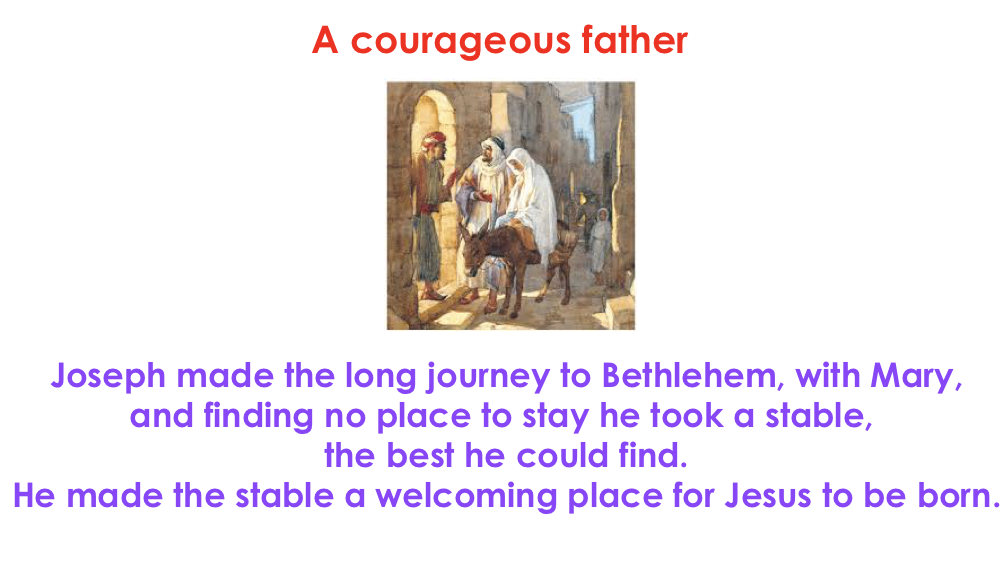 A courageous father
Joseph made the long journey to Bethlehem, with Mary,
and finding no place to stay he took a stable,
the best he could find.
He made the stable a welcoming place for Jesus to be born.